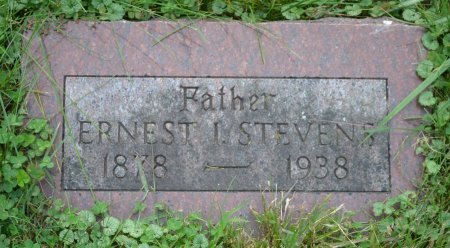 Father
ERNEST I. STEVENS
1878 — 1938